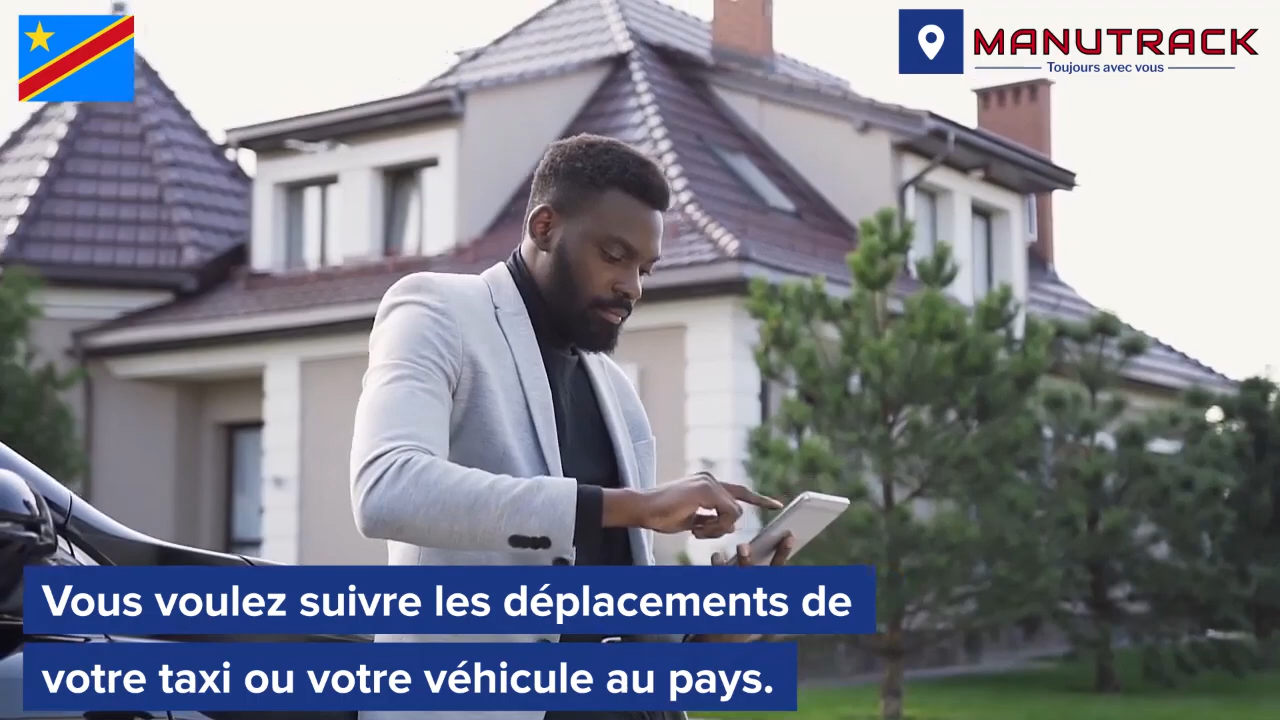 MANUTRACK
Toujours avec vous
Vous voulez suivre les déplacements de
votre taxi ou votre véhicule au pays.